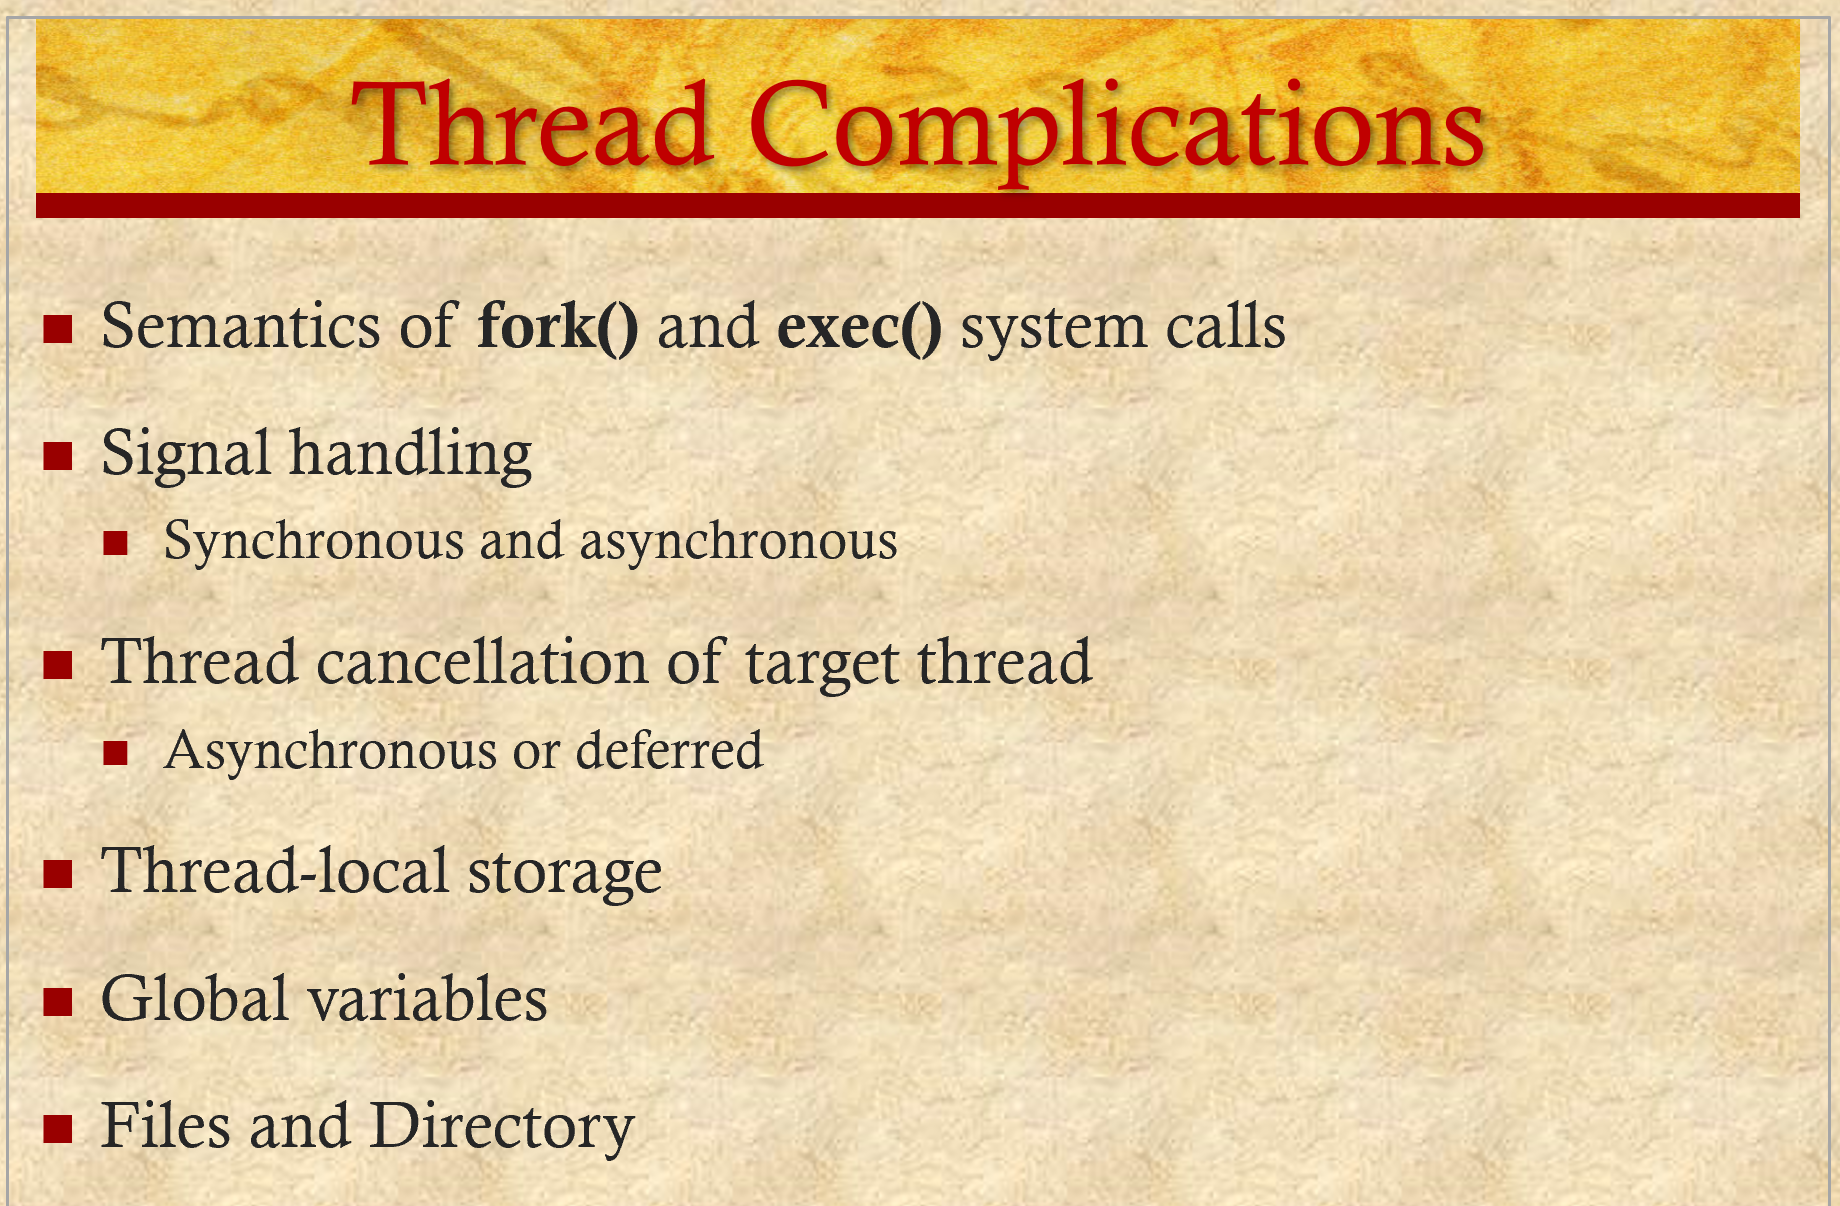 Thread Complications
Semantics of fork() and exec() system calls
Signal handling
Synchronous and asynchronous
Thread cancellation of target thread
Asynchronous or deferred
Thread-local storage
Global variables
Files and Directory